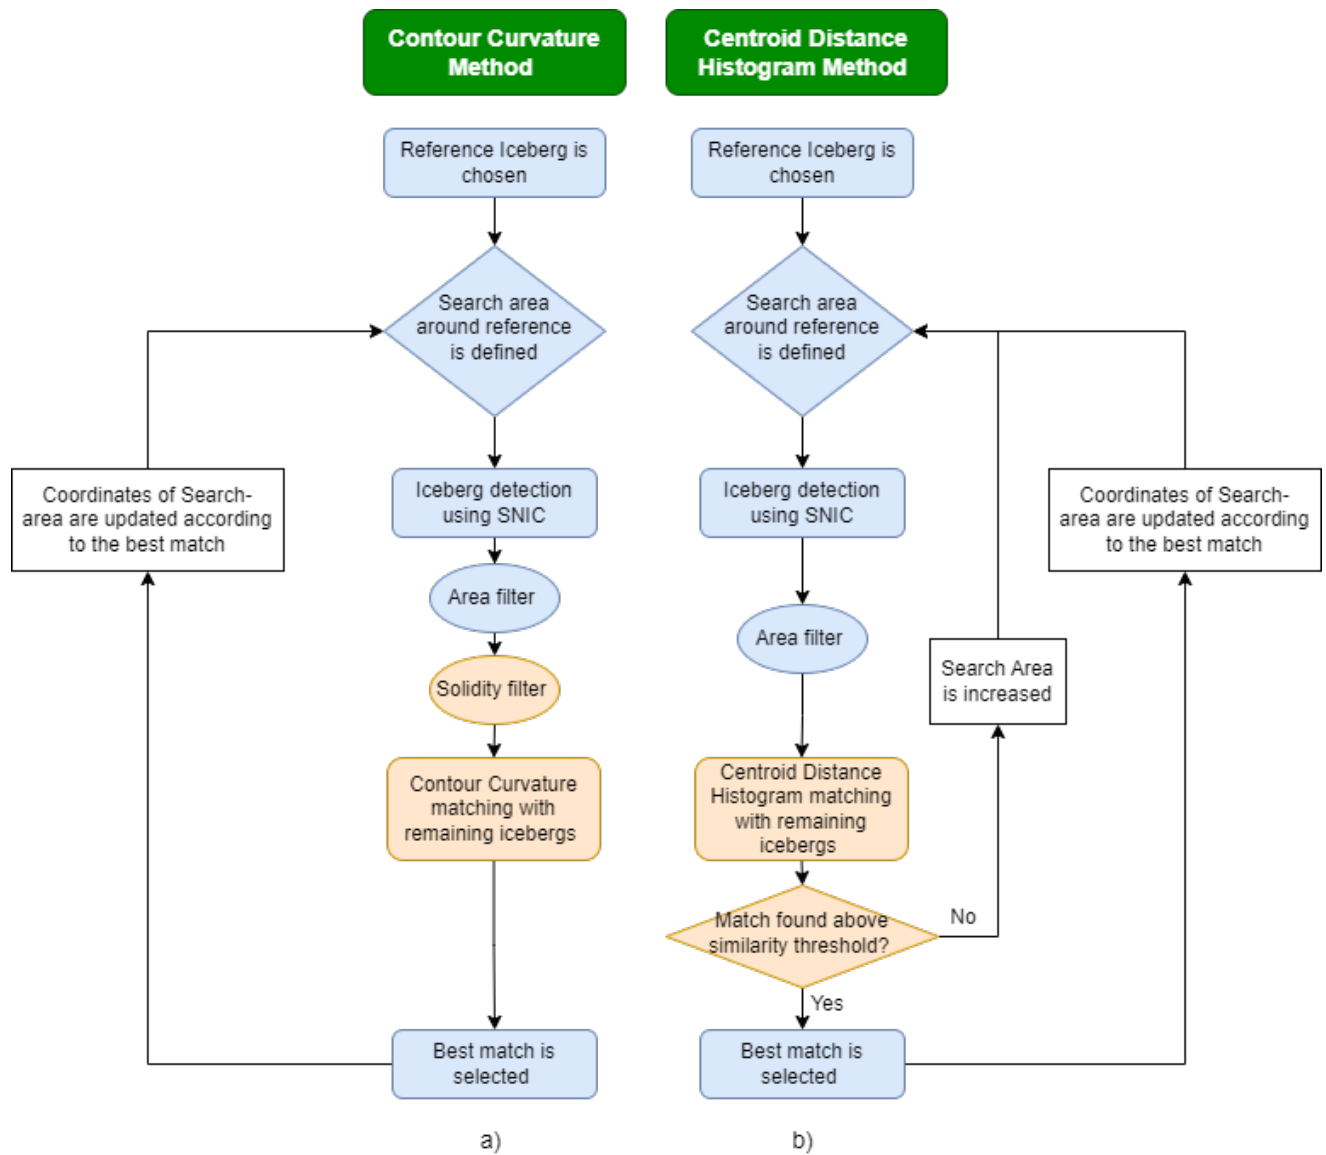 Contour Curvature
Method
Reference Iceberg is
chosen
Search area
around reference
is defined
Coordinates of Search-
area are updated according
to the best match
Iceberg detection
using SNIC
Area filter
Solidity filter
Contour Curvature
matching with
remaining icebergs
Best match is
selected
a)
Centroid Distance
Histogram Method
Reference Iceberg is
chosen
Search area
around reference
is defined
Iceberg detection
using SNIC
Coordinates of Search-
area are updated according
to the best match
Area filter
Search Area
is increased
Centroid Distance
Histogram matching
with remaining
icebergs
Match found above
similarity threshold?
No
Yes
Best match is
selected
b)